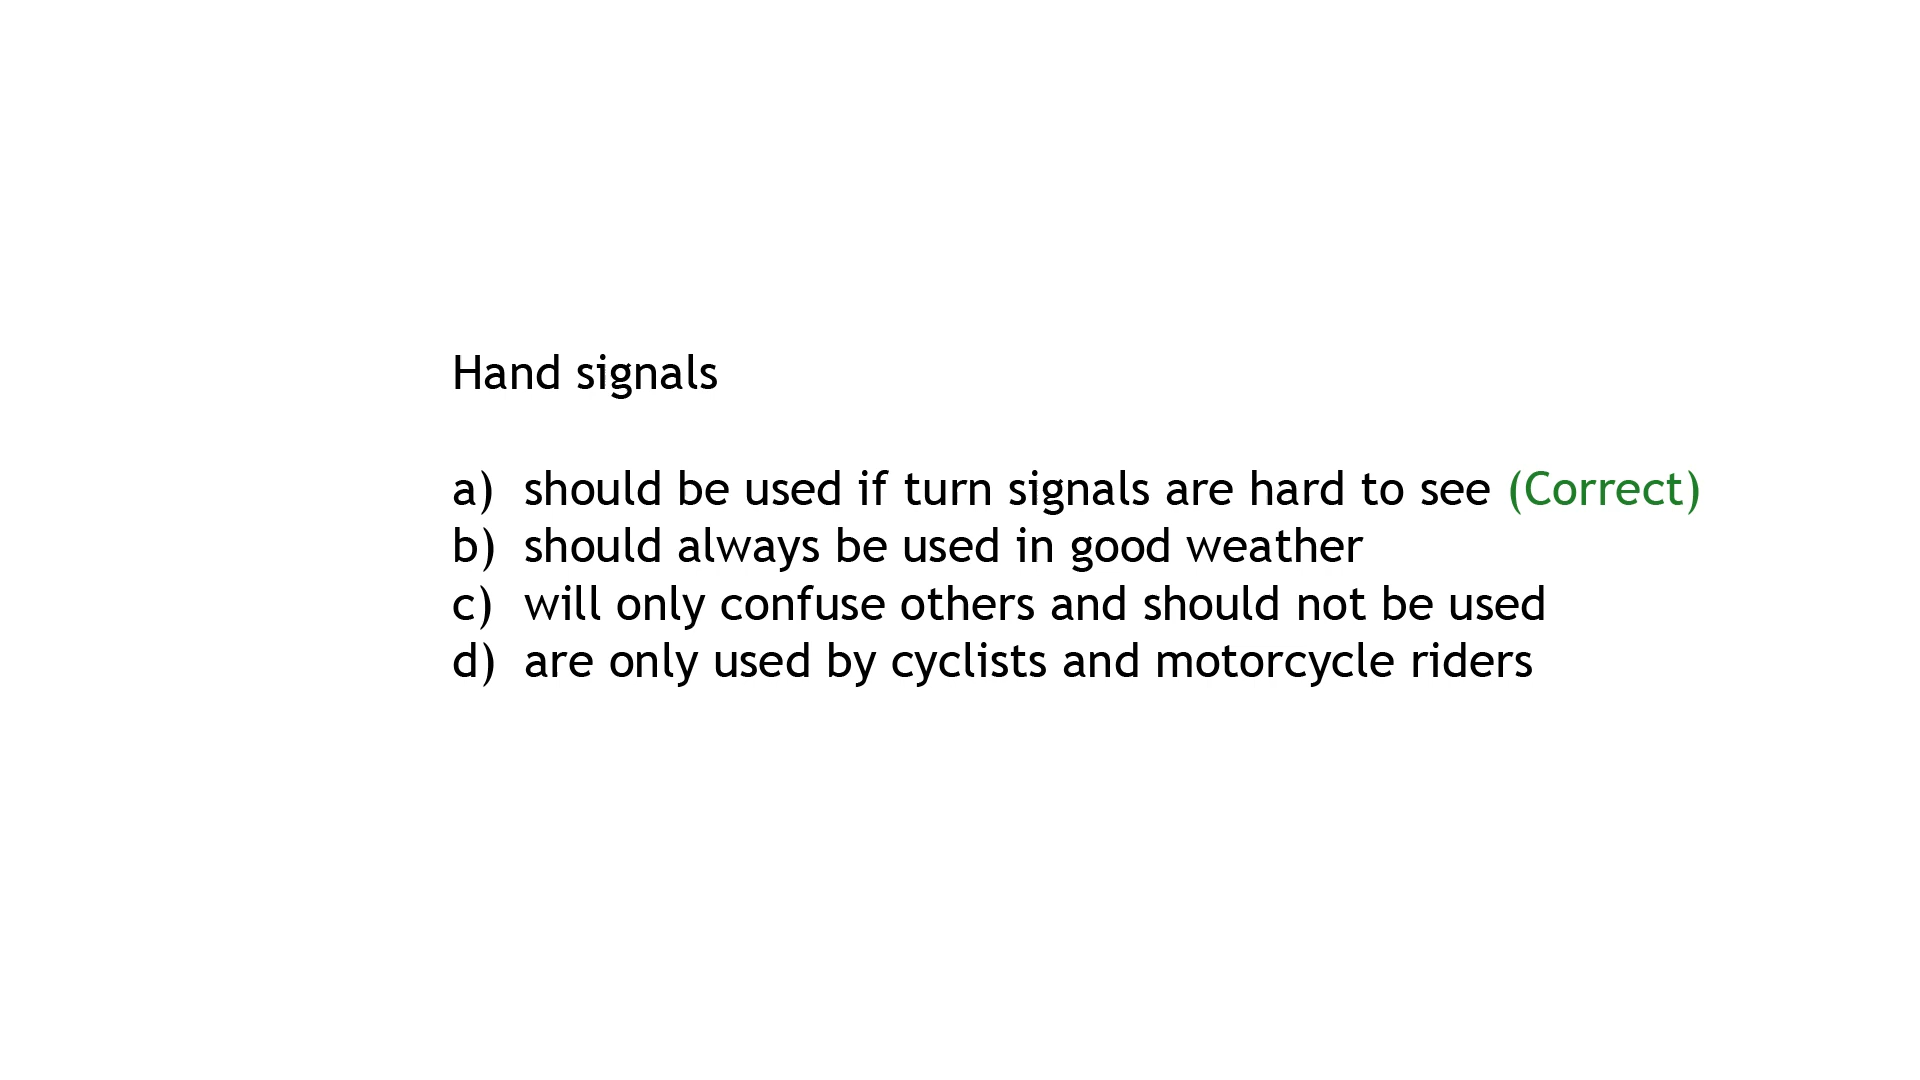 Hand signals
a) should be used if turn signals are hard to see (Correct)
b) should always be used in good weather
c) will only confuse others and should not be used
d) are only used by cyclists and motorcycle riders